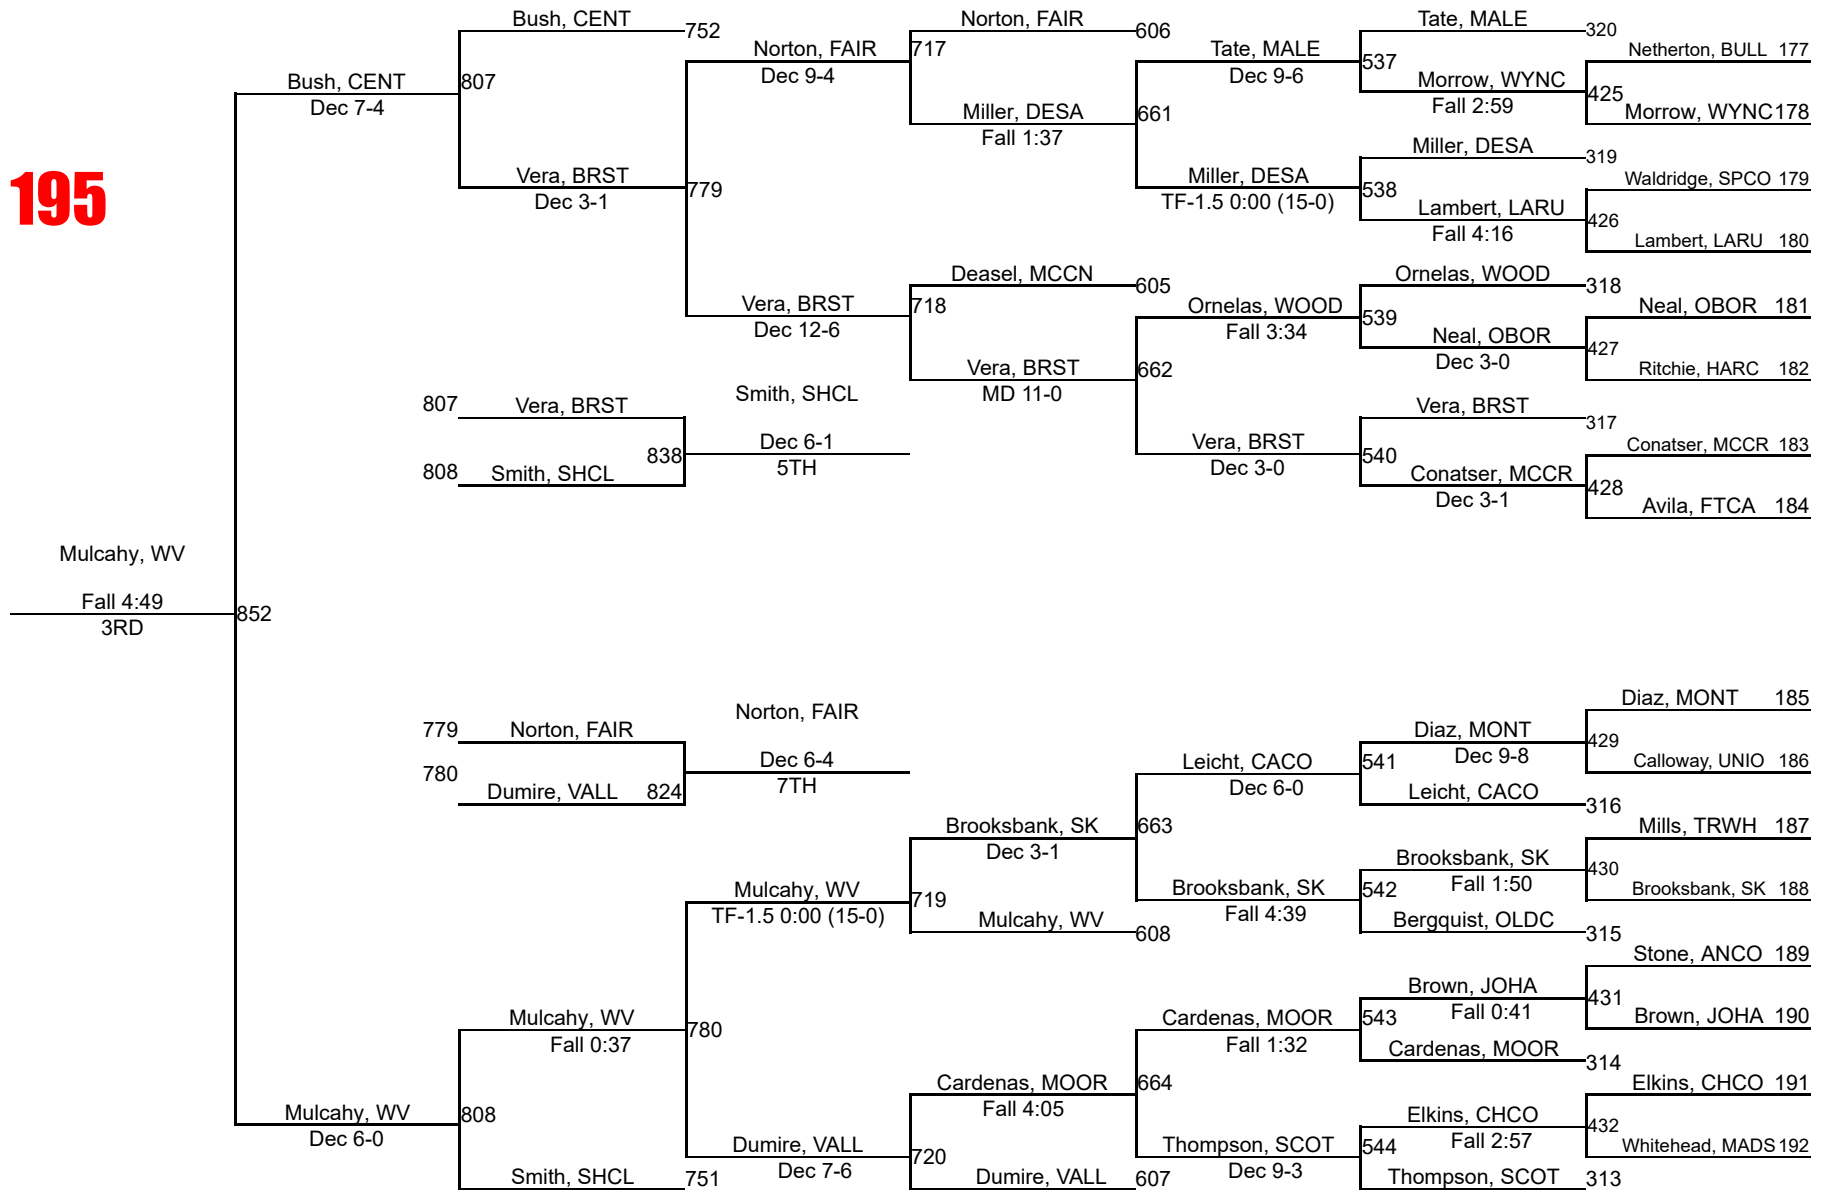 Bush, CENT
752
Norton, FAIR
606
Tate, MALE
320
Netherton, BULL 177
Bush, CENT
Dec 7-4
807
Norton, FAIR
Dec 9-4
717
Tate, MALE
Dec 9-6
537
Morrow, WYNC
Fall 2:59
425
Morrow, WYNC 178
Miller, DESA
Fall 1:37
661
Miller, DESA
319
Waldridge, SPCO 179
195
Vera, BRST
Dec 3-1
779
Miller, DESA
TF-1.5 0:00 (15-0)
538
Lambert, LARU
Fall 4:16
426
Lambert, LARU 180
Deasel, MCCN
605
Ornelas, WOOD
318
Vera, BRST
Dec 12-6
718
Ornelas, WOOD
Fall 3:34
539
Neal, OBOR 181
Neal, OBOR
Dec 3-0
427
Ritchie, HARC 182
Vera, BRST
MD 11-0
662
807
Vera, BRST
Smith, SHCL
Vera, BRST
317
Conatser, MCCR 183
838
Dec 6-1
5TH
Vera, BRST
Dec 3-0
540
808
Smith, SHCL
Conatser, MCCR
Dec 3-1
428
Avila, FTCA 184
Mulcahy, WV
Fall 4:49
3RD
852
Diaz, MONT 185
779
Norton, FAIR
Norton, FAIR
Diaz, MONT
Dec 9-8
429
Calloway, UNIO 186
780
Dumire, VALL
824
Dec 6-4
7TH
Leicht, CACO
Dec 6-0
541
Leicht, CACO
316
Brooksbank, SK
Dec 3-1
663
Mills, TRWH 187
Brooksbank, SK
Fall 1:50
430
Brooksbank, SK 188
Mulcahy, WV
TF-1.5 0:00 (15-0)
719
Brooksbank, SK
Fall 4:39
542
Mulcahy, WV
608
Bergquist, OLDC
315
Stone, ANCO 189
Brown, JOHA
Fall 0:41
431
Brown, JOHA 190
Mulcahy, WV
Fall 0:37
780
Cardenas, MOOR
Fall 1:32
543
Cardenas, MOOR
314
Cardenas, MOOR
Fall 4:05
664
Elkins, CHCO 191
Mulcahy, WV
Dec 6-0
808
Elkins, CHCO
Fall 2:57
432
Whitehead, MADS 192
Dumire, VALL
Dec 7-6
720
Thompson, SCOT
Dec 9-3
544
Smith, SHCL
751
Dumire, VALL
607
Thompson, SCOT
313